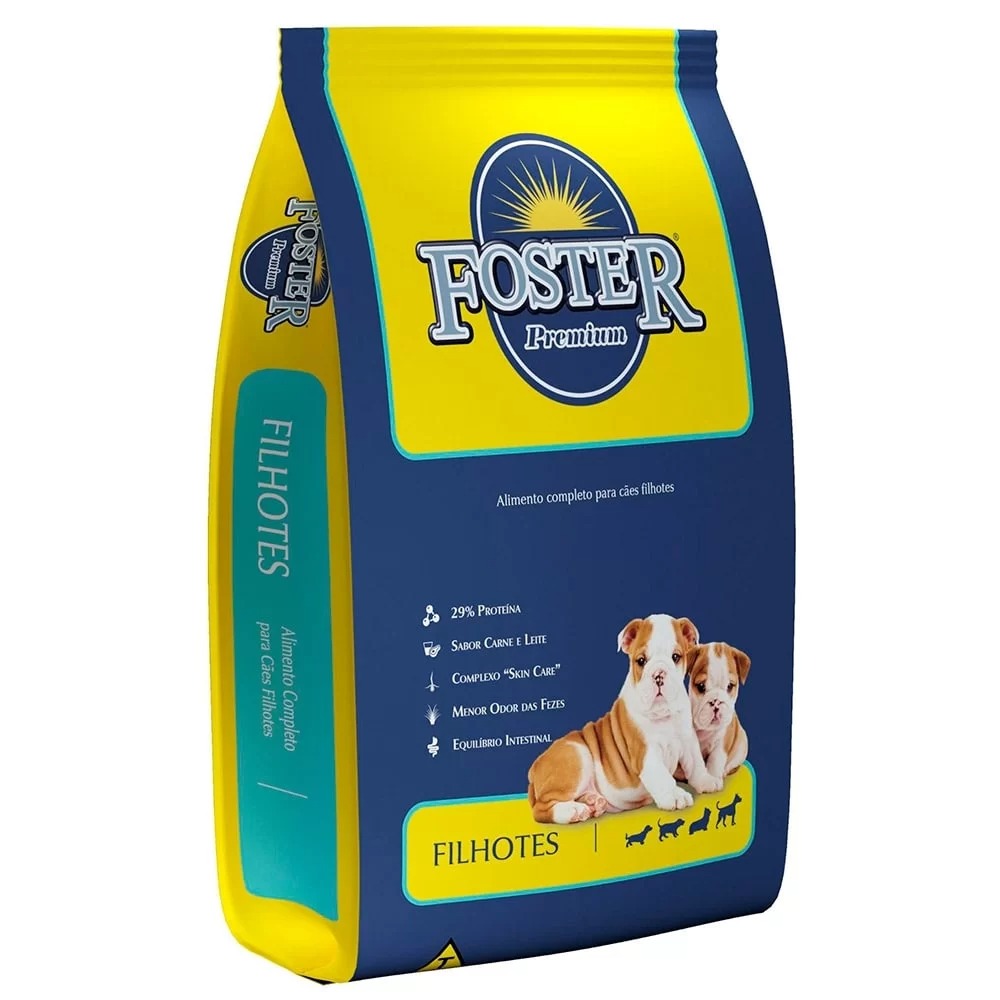 FOSTER®
Premium
Alimento completo para cães filhotes
29% PROTEÍNA
SABOR CARNE E LEITE
COMPLEXO “SKIN CARE”
MENOR ODOR DAS FEZES
EQUILÍBRIO INTESTINAL
FILHOTES
FOSTER
Premium
FILHOTES
Alimento Completo
para Cães Filhotes
T